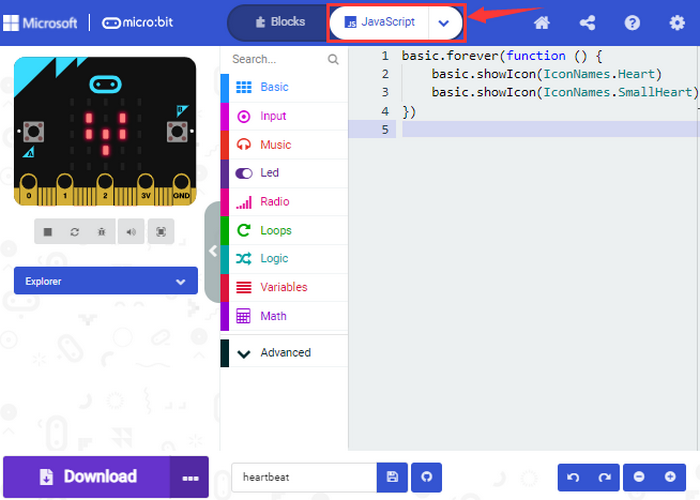 Microsoft
micro:bit
Blocks
JS JavaScript
B
A
0 1 2 3V GND
Explorer
Search...
Basic
Input
Music
Led
Radio
Loops
Logic
Variables
Math
Advanced
1 basic.forever(function () {
2 basic.showIcon(IconNames.Heart)
3 basic.showIcon(IconNames.SmallHeart)
4 })
5
Download
heartbeat